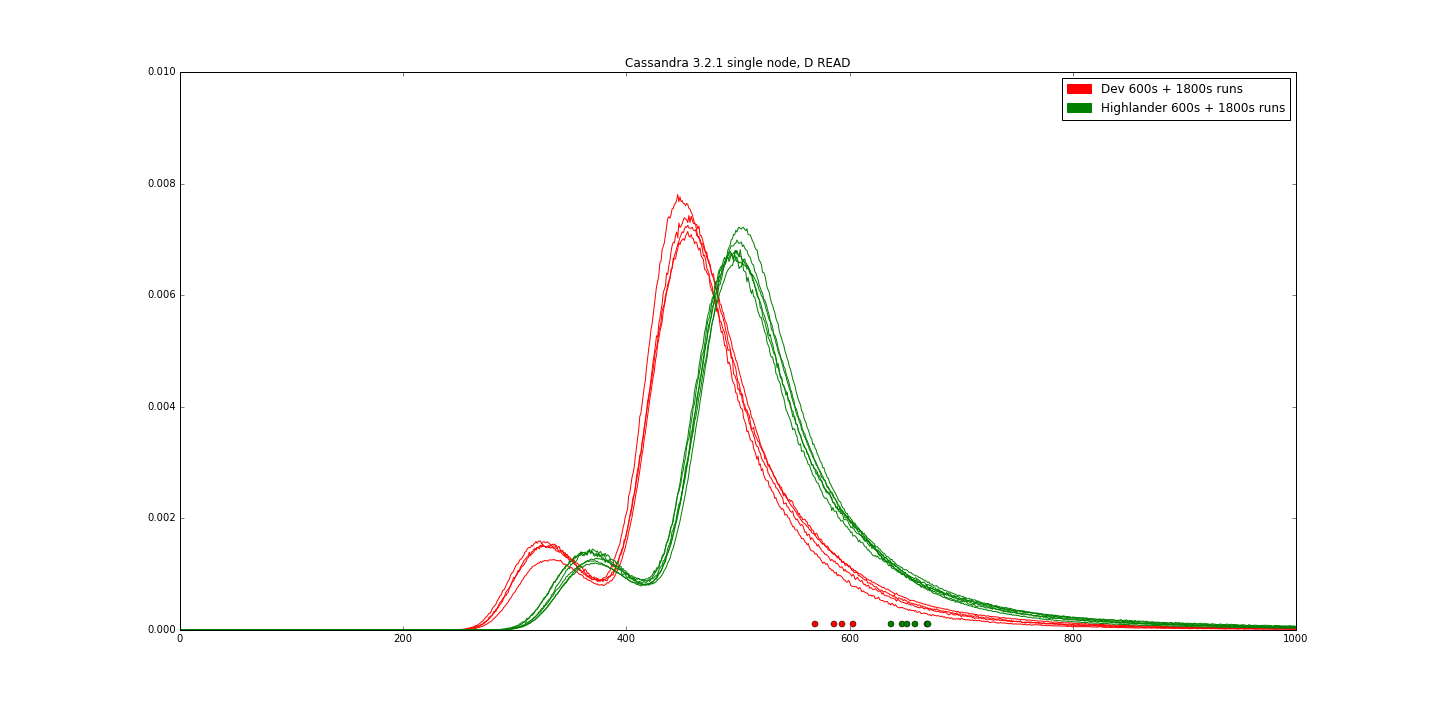 Cassandra 3.2.1 single node, D READ
0.010
Dev 600s + 1800s runs
Highlander 600s + 1800s runs
0.008
0.006
0.004
0.002
0.000
0 200 400 600 800 1000